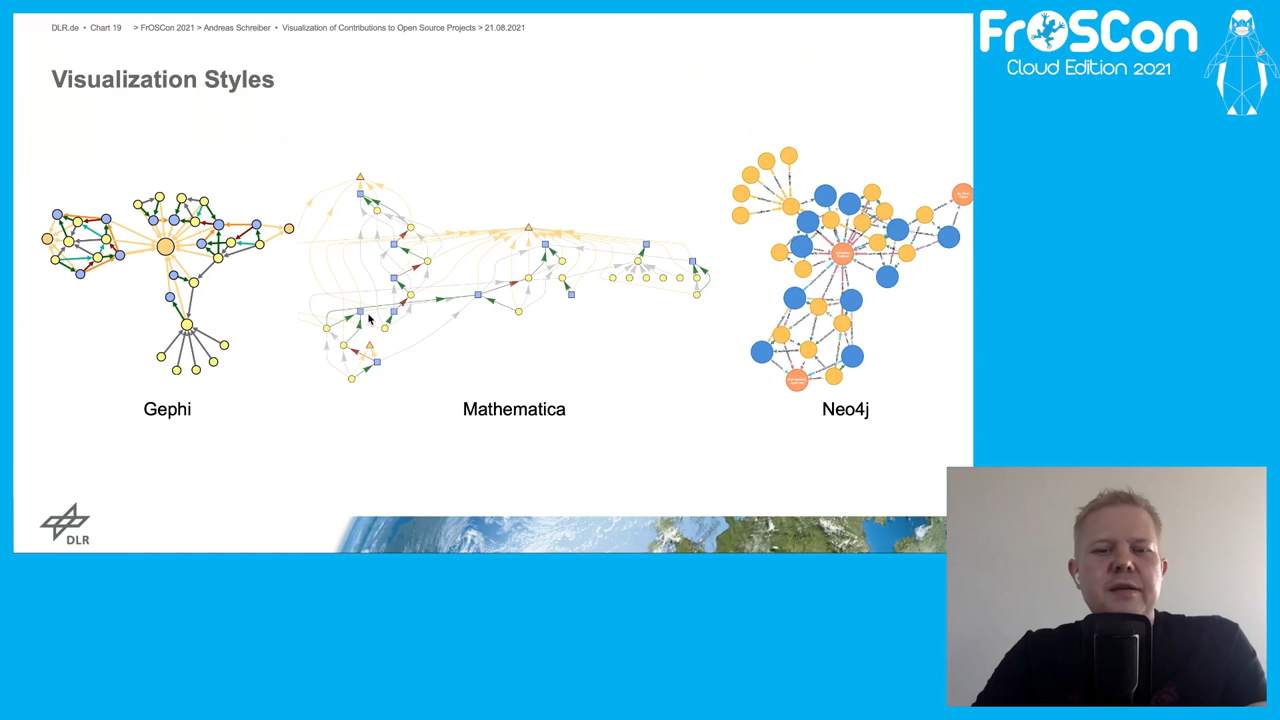 DLR.de • Chart 19 > FrOSCon 2021 > Andreas Schreiber • Visualization of Contributions to Open Source Projects > 21.08.2021
FrOSCon
Cloud Edition 2021
Visualization Styles
Gephi
Mathematica
Neo4j
DLR